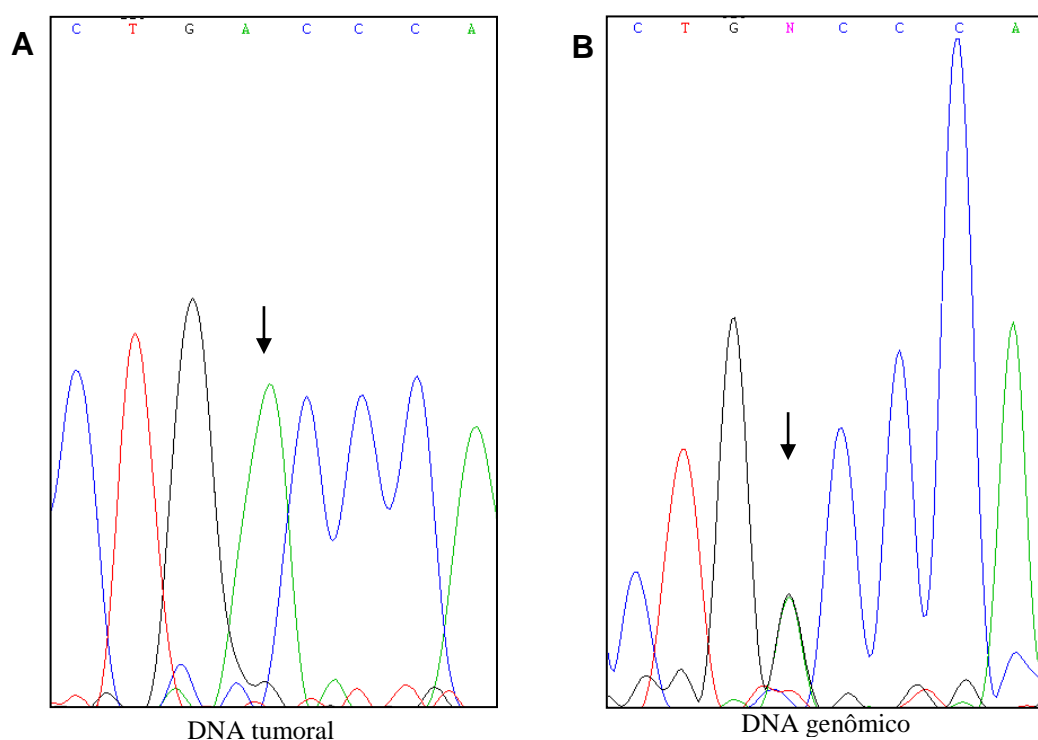 A
C T G A C C C A
DNA tumoral
B
C T G N C C C A
DNA genômico